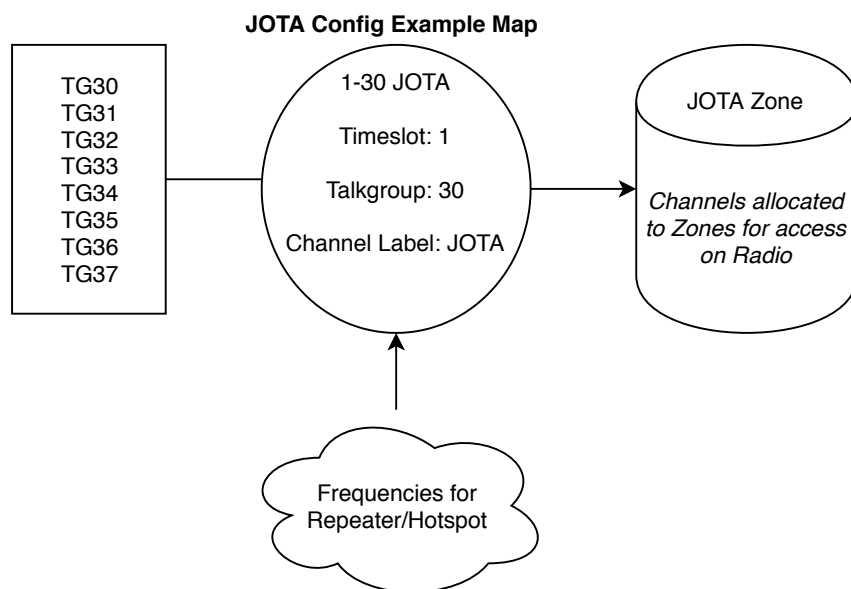 JOTA Config Example Map
TG30
TG31
TG32
TG33
TG34
TG35
TG36
TG37
1-30 JOTA
Timeslot: 1
Talkgroup: 30
Channel Label: JOTA
JOTA Zone
Channels allocated
to Zones for access
on Radio
Frequencies for
Repeater/Hotspot